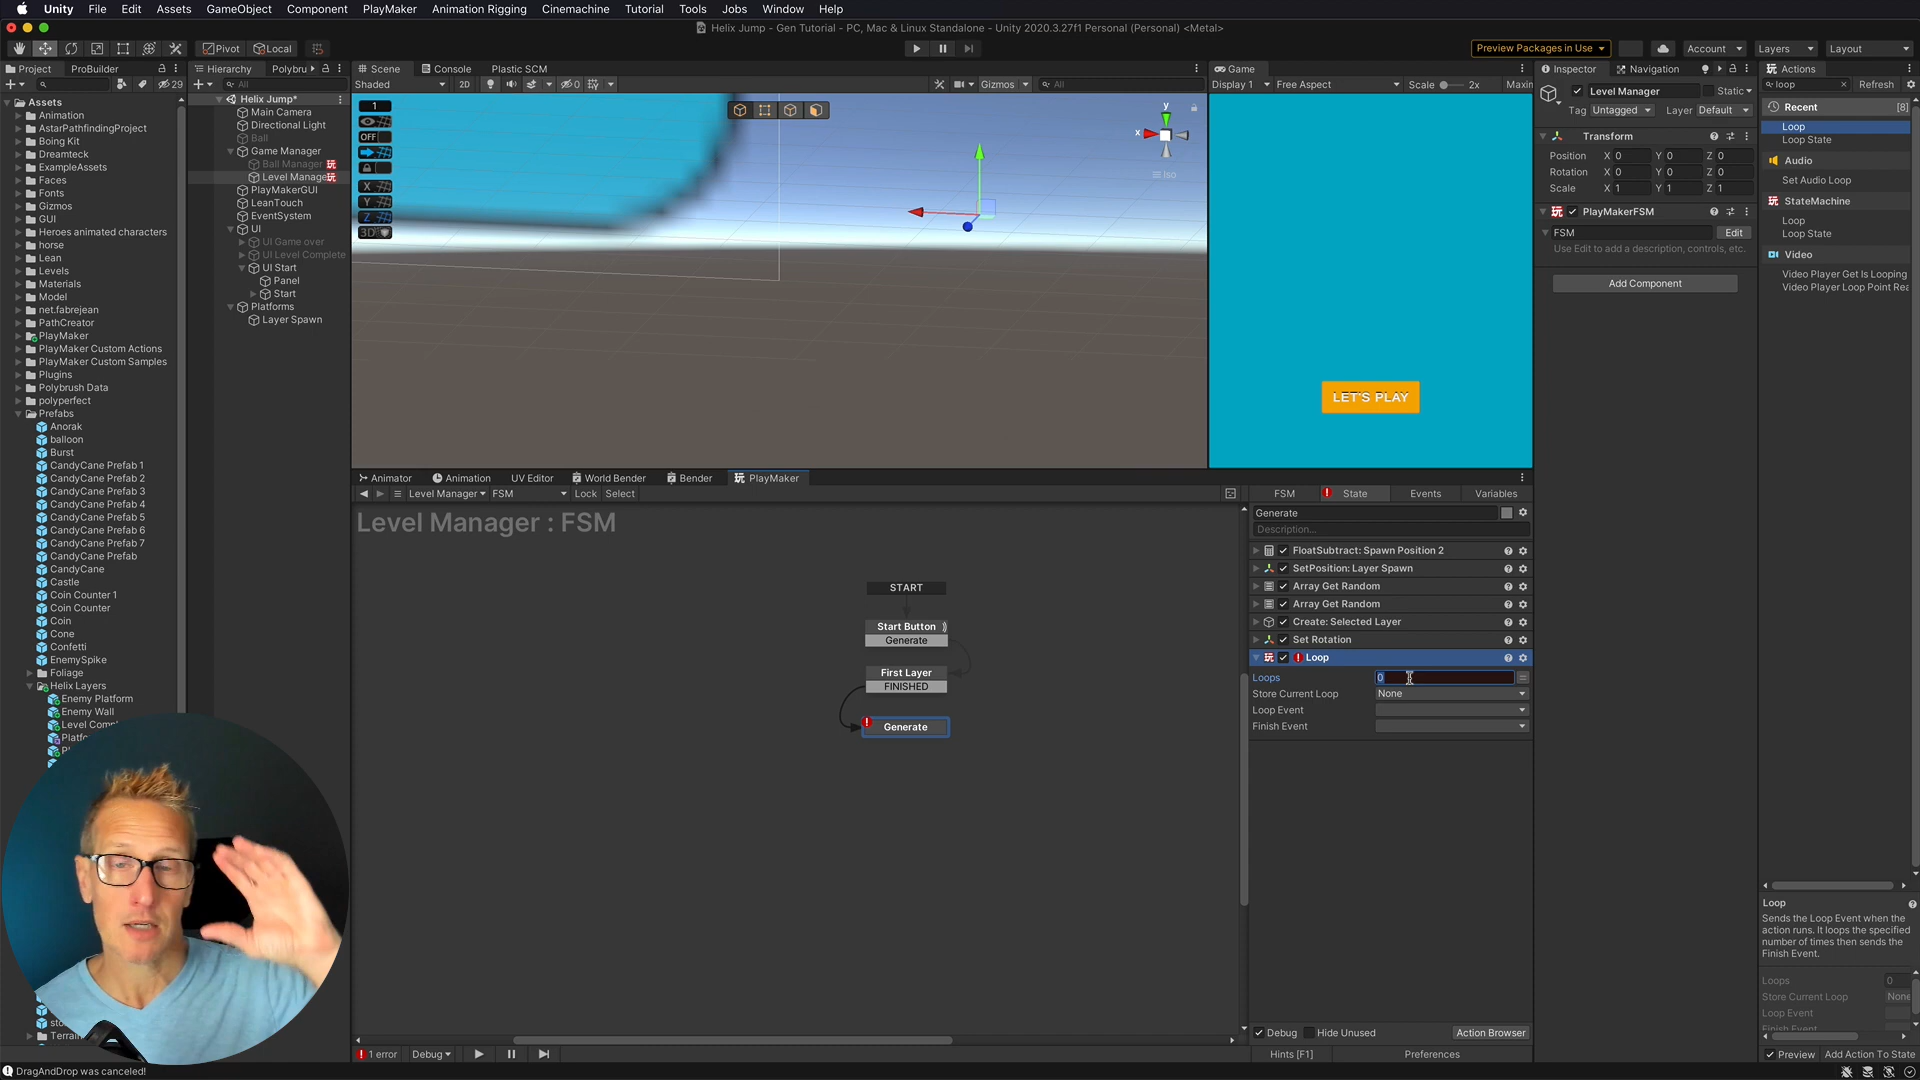 Unity File Edit Assets GameObject Component PlayMaker Animation Rigging Cinemachine Tutorial Tools Jobs Window Help
Helix Jump - Gen Tutorial - PC, Mac & Linux Standalone - Unity 2020.3.27f1 Personal (Personal) <Metal>
Pivot Local Preview Packages in Use Account Layers Layout
Project ProBuilder Hierarchy Polybru Scene Console Plastic SCM Game Inspector Navigation Actions
29 All Shaded 2D 0 Gizmos All Display 1 Free Aspect Scale 2x Maxin loop Refresh
Assets
Animation
AstarPathfindingProject
Boing Kit
Dreamteck
ExampleAssets
Faces
Fonts
Gizmos
GUI
Heroes animated characters
horse
Lean
Levels
Materials
Model
net.fabrejean
PathCreator
PlayMaker
PlayMaker Custom Actions
PlayMaker Custom Samples
Plugins
Polybrush Data
polyperfect
Prefabs
Anorak
balloon
Burst
CandyCane Prefab 1
CandyCane Prefab 2
CandyCane Prefab 3
CandyCane Prefab 4
CandyCane Prefab 5
CandyCane Prefab 6
CandyCane Prefab 7
CandyCane Prefab
CandyCane
Castle
Coin Counter 1
Coin Counter
Coin
Cone
Confetti
EnemySpike
Foliage
Helix Layers
Enemy Platform
Enemy Wall
Level Comp
Platfo
Terrain
Helix Jump*
Main Camera
Directional Light
Ball
Game Manager
Ball Manager
Level Manage
PlayMakerGUI
LeanTouch
EventSystem
UI
UI Game over
UI Level Complete
UI Start
Panel
Start
Platforms
Layer Spawn
1
OFF
X
Y
Z
3D
y
x
Iso
LET'S PLAY
Level Manager Static
Tag Untagged Layer Default
Transform
Position X 0 Y 0 Z 0
Rotation X 0 Y 0 Z 0
Scale X 1 Y 1 Z 1
PlayMakerFSM
FSM Edit
Use Edit to add a description, controls, etc.
Add Component
Recent [8]
Loop
Loop State
Audio
Set Audio Loop
StateMachine
Loop
Loop State
Video
Video Player Get Is Looping
Video Player Loop Point Rea
Animator Animation UV Editor World Bender Bender PlayMaker
Level Manager FSM Lock Select
Level Manager : FSM
START
Start Button
Generate
First Layer
FINISHED
Generate
FSM State Events Variables
Generate
Description...
FloatSubtract: Spawn Position 2
SetPosition: Layer Spawn
Array Get Random
Array Get Random
Create: Selected Layer
Set Rotation
Loop
Loops 0
Store Current Loop None
Loop Event
Finish Event
Debug Hide Unused Action Browser
Hints [F1] Preferences
1 error Debug
Loop
Sends the Loop Event when the
action runs. It loops the specified
number of times then sends the
Finish Event.
Loops 0
Store Current Loop None
Loop Event
Finish Event
Preview Add Action To State
DragAndDrop was canceled!